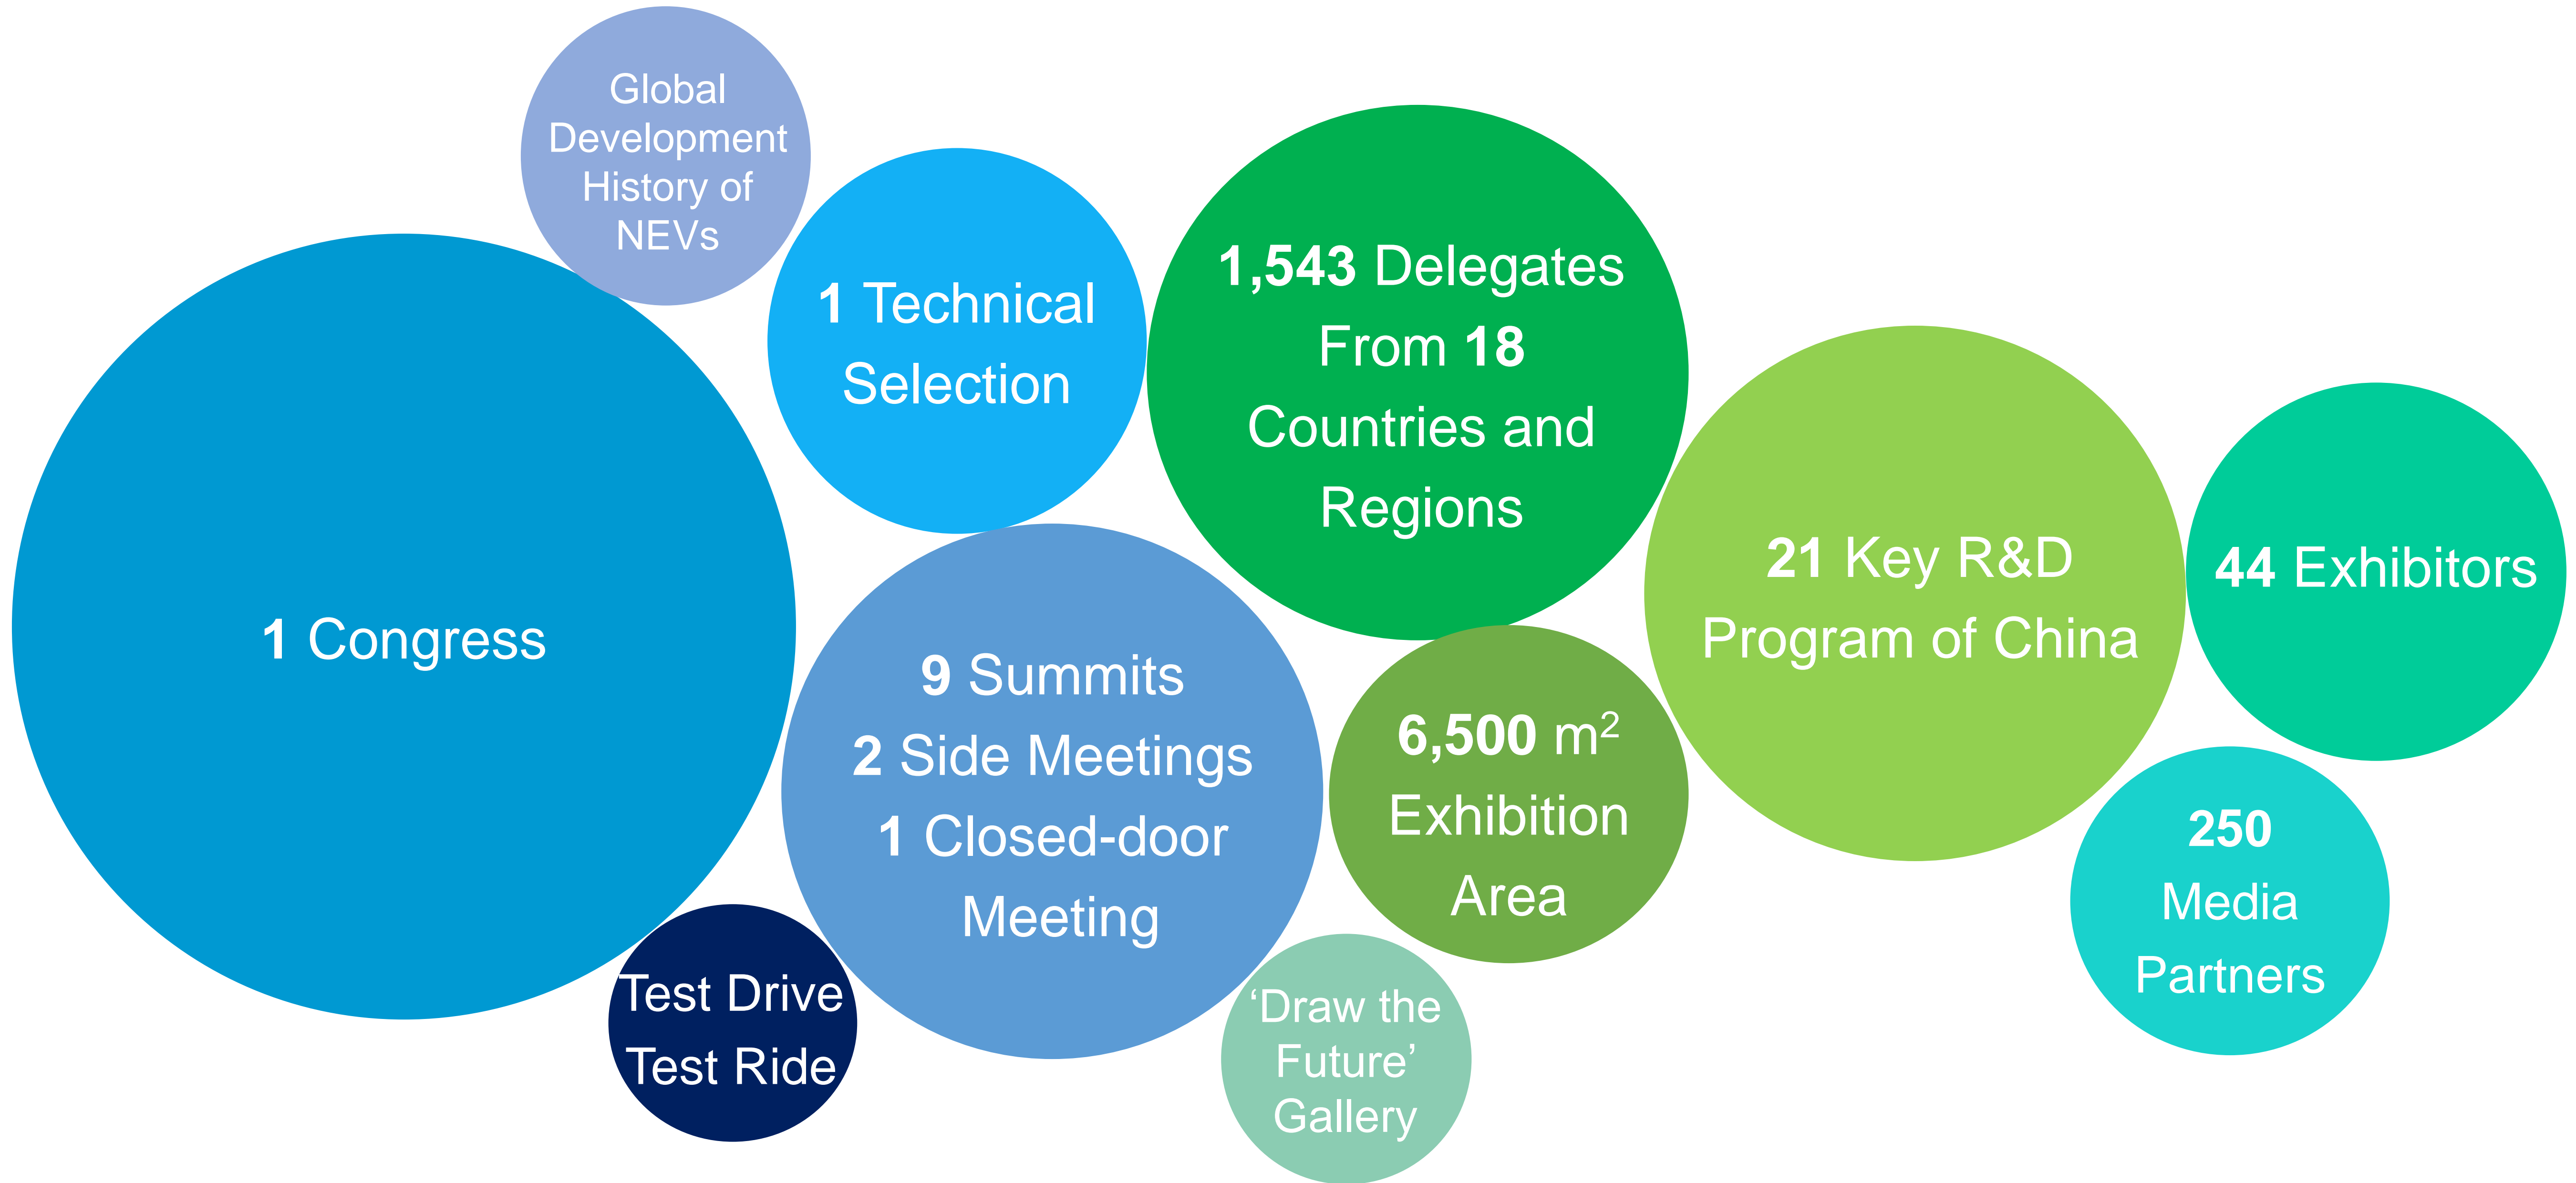 Global
Development
History of
NEVs
1 Technical
Selection
1,543 Delegates
From 18
Countries and
Regions
1 Congress
9 Summits
2 Side Meetings
1 Closed-door
Meeting
21 Key R&D
Program of China
44 Exhibitors
6,500 m²
Exhibition
Area
250
Media
Partners
Test Drive
Test Ride
‘Draw the
Future’
Gallery